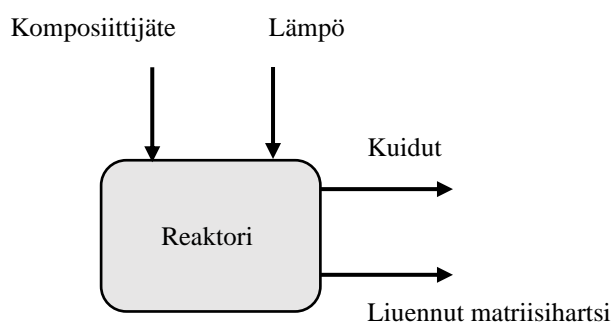 Komposiittijäte Lämpö
Kuidut
Reaktori
Liuennut matriisihartsi